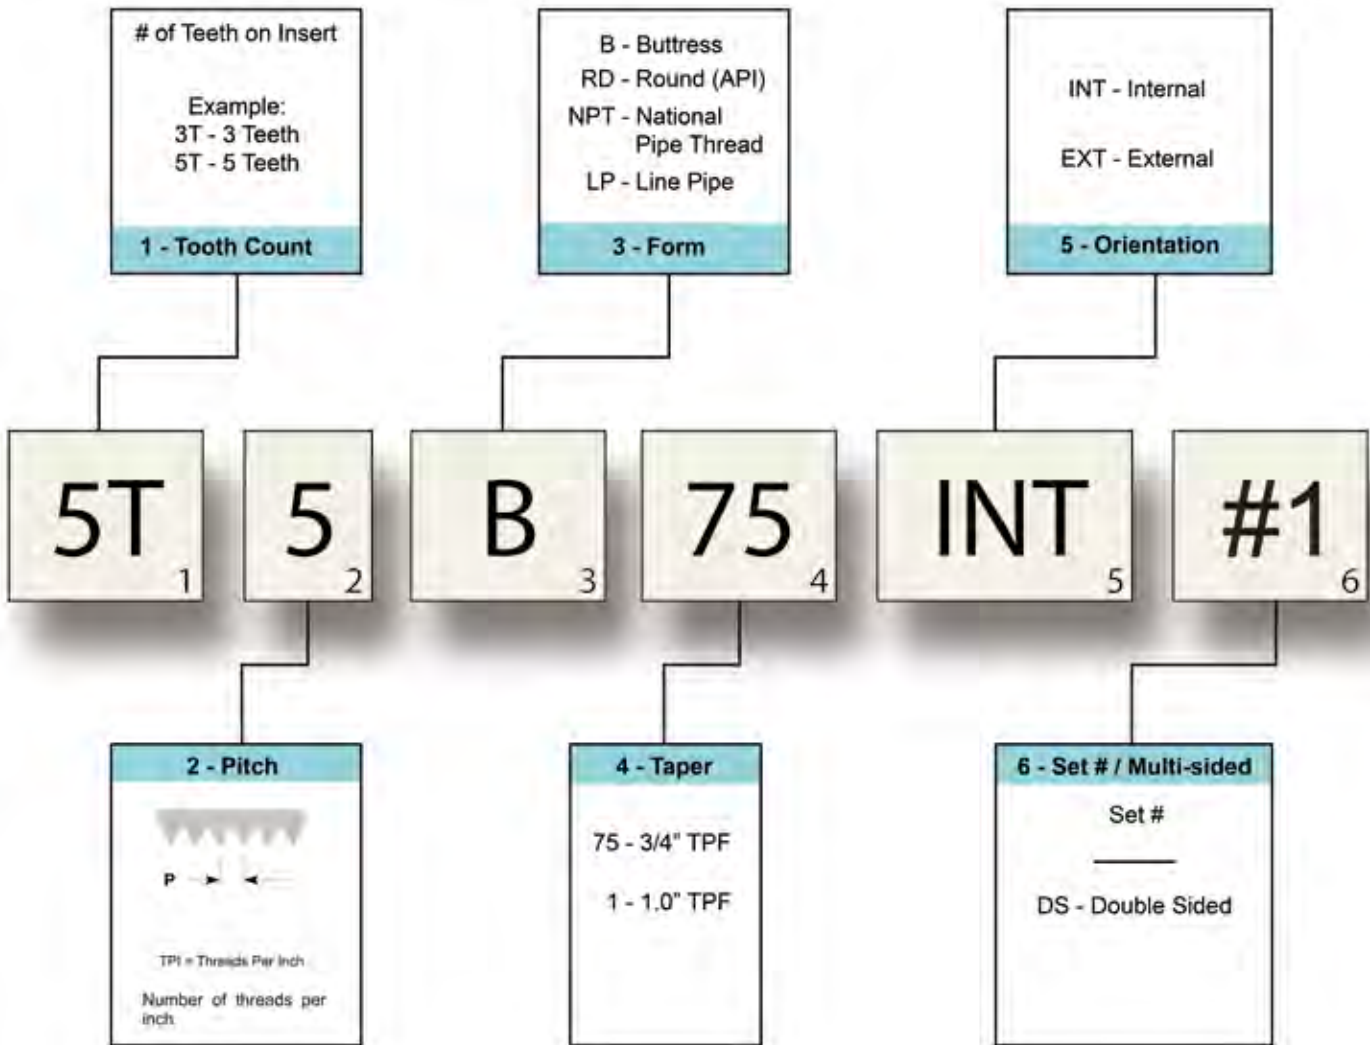 # of Teeth on Insert
Example:
3T - 3 Teeth
5T - 5 Teeth
1 - Tooth Count
B - Buttress
RD - Round (API)
NPT - National
Pipe Thread
LP - Line Pipe
3 - Form
INT - Internal
EXT - External
5 - Orientation
5T
1
5
2
B
3
75
4
INT
5
#1
6
2 - Pitch
P
TPI = Threads Per Inch
Number of threads per
inch
4 - Taper
75 - 3/4" TPF
1 - 1.0" TPF
6 - Set # / Multi-sided
Set #
DS - Double Sided